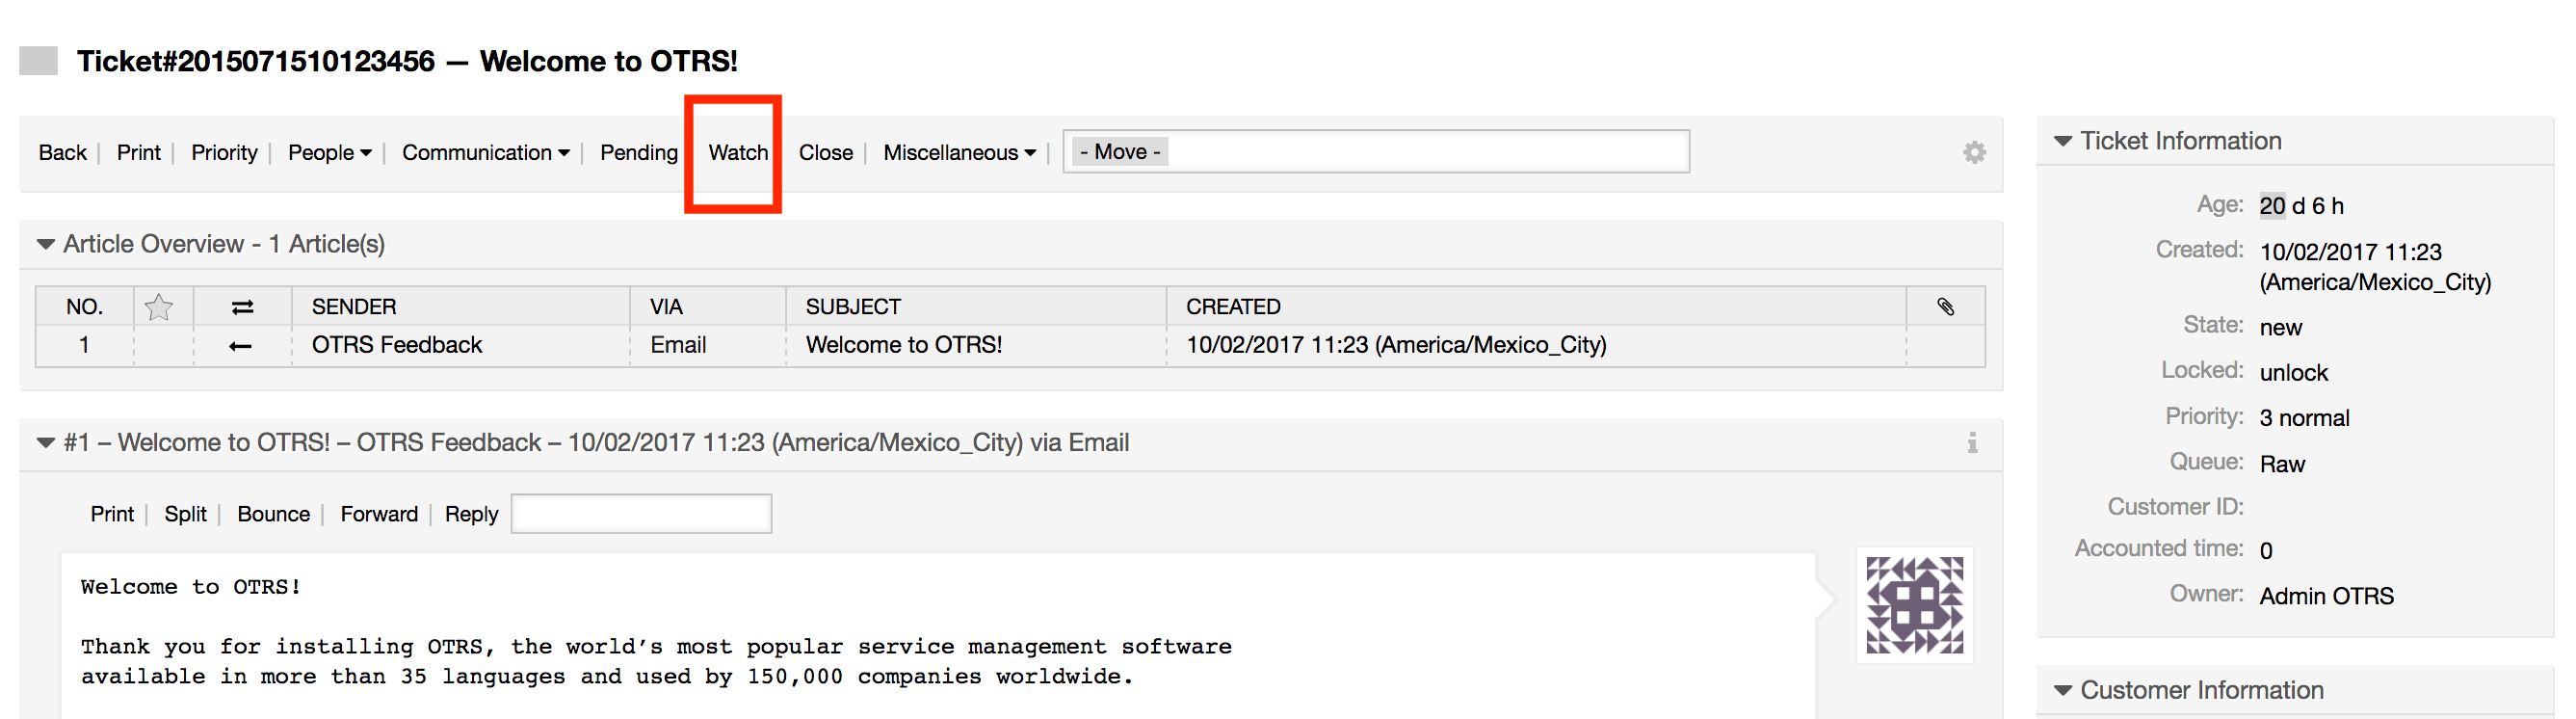 Ticket#2015071510123456 — Welcome to OTRS!
Back | Print | Priority | People | Communication | Pending Watch Close | Miscellaneous | - Move -
Article Overview - 1 Article(s)
NO. SENDER VIA SUBJECT CREATED
1 OTRS Feedback Email Welcome to OTRS! 10/02/2017 11:23 (America/Mexico_City)
#1 – Welcome to OTRS! – OTRS Feedback – 10/02/2017 11:23 (America/Mexico_City) via Email
Print | Split | Bounce | Forward | Reply
Welcome to OTRS!
Thank you for installing OTRS, the world’s most popular service management software
available in more than 35 languages and used by 150,000 companies worldwide.
Ticket Information
Age: 20 d 6 h
Created: 10/02/2017 11:23
(America/Mexico_City)
State: new
Locked: unlock
Priority: 3 normal
Queue: Raw
Customer ID:
Accounted time: 0
Owner: Admin OTRS
Customer Information